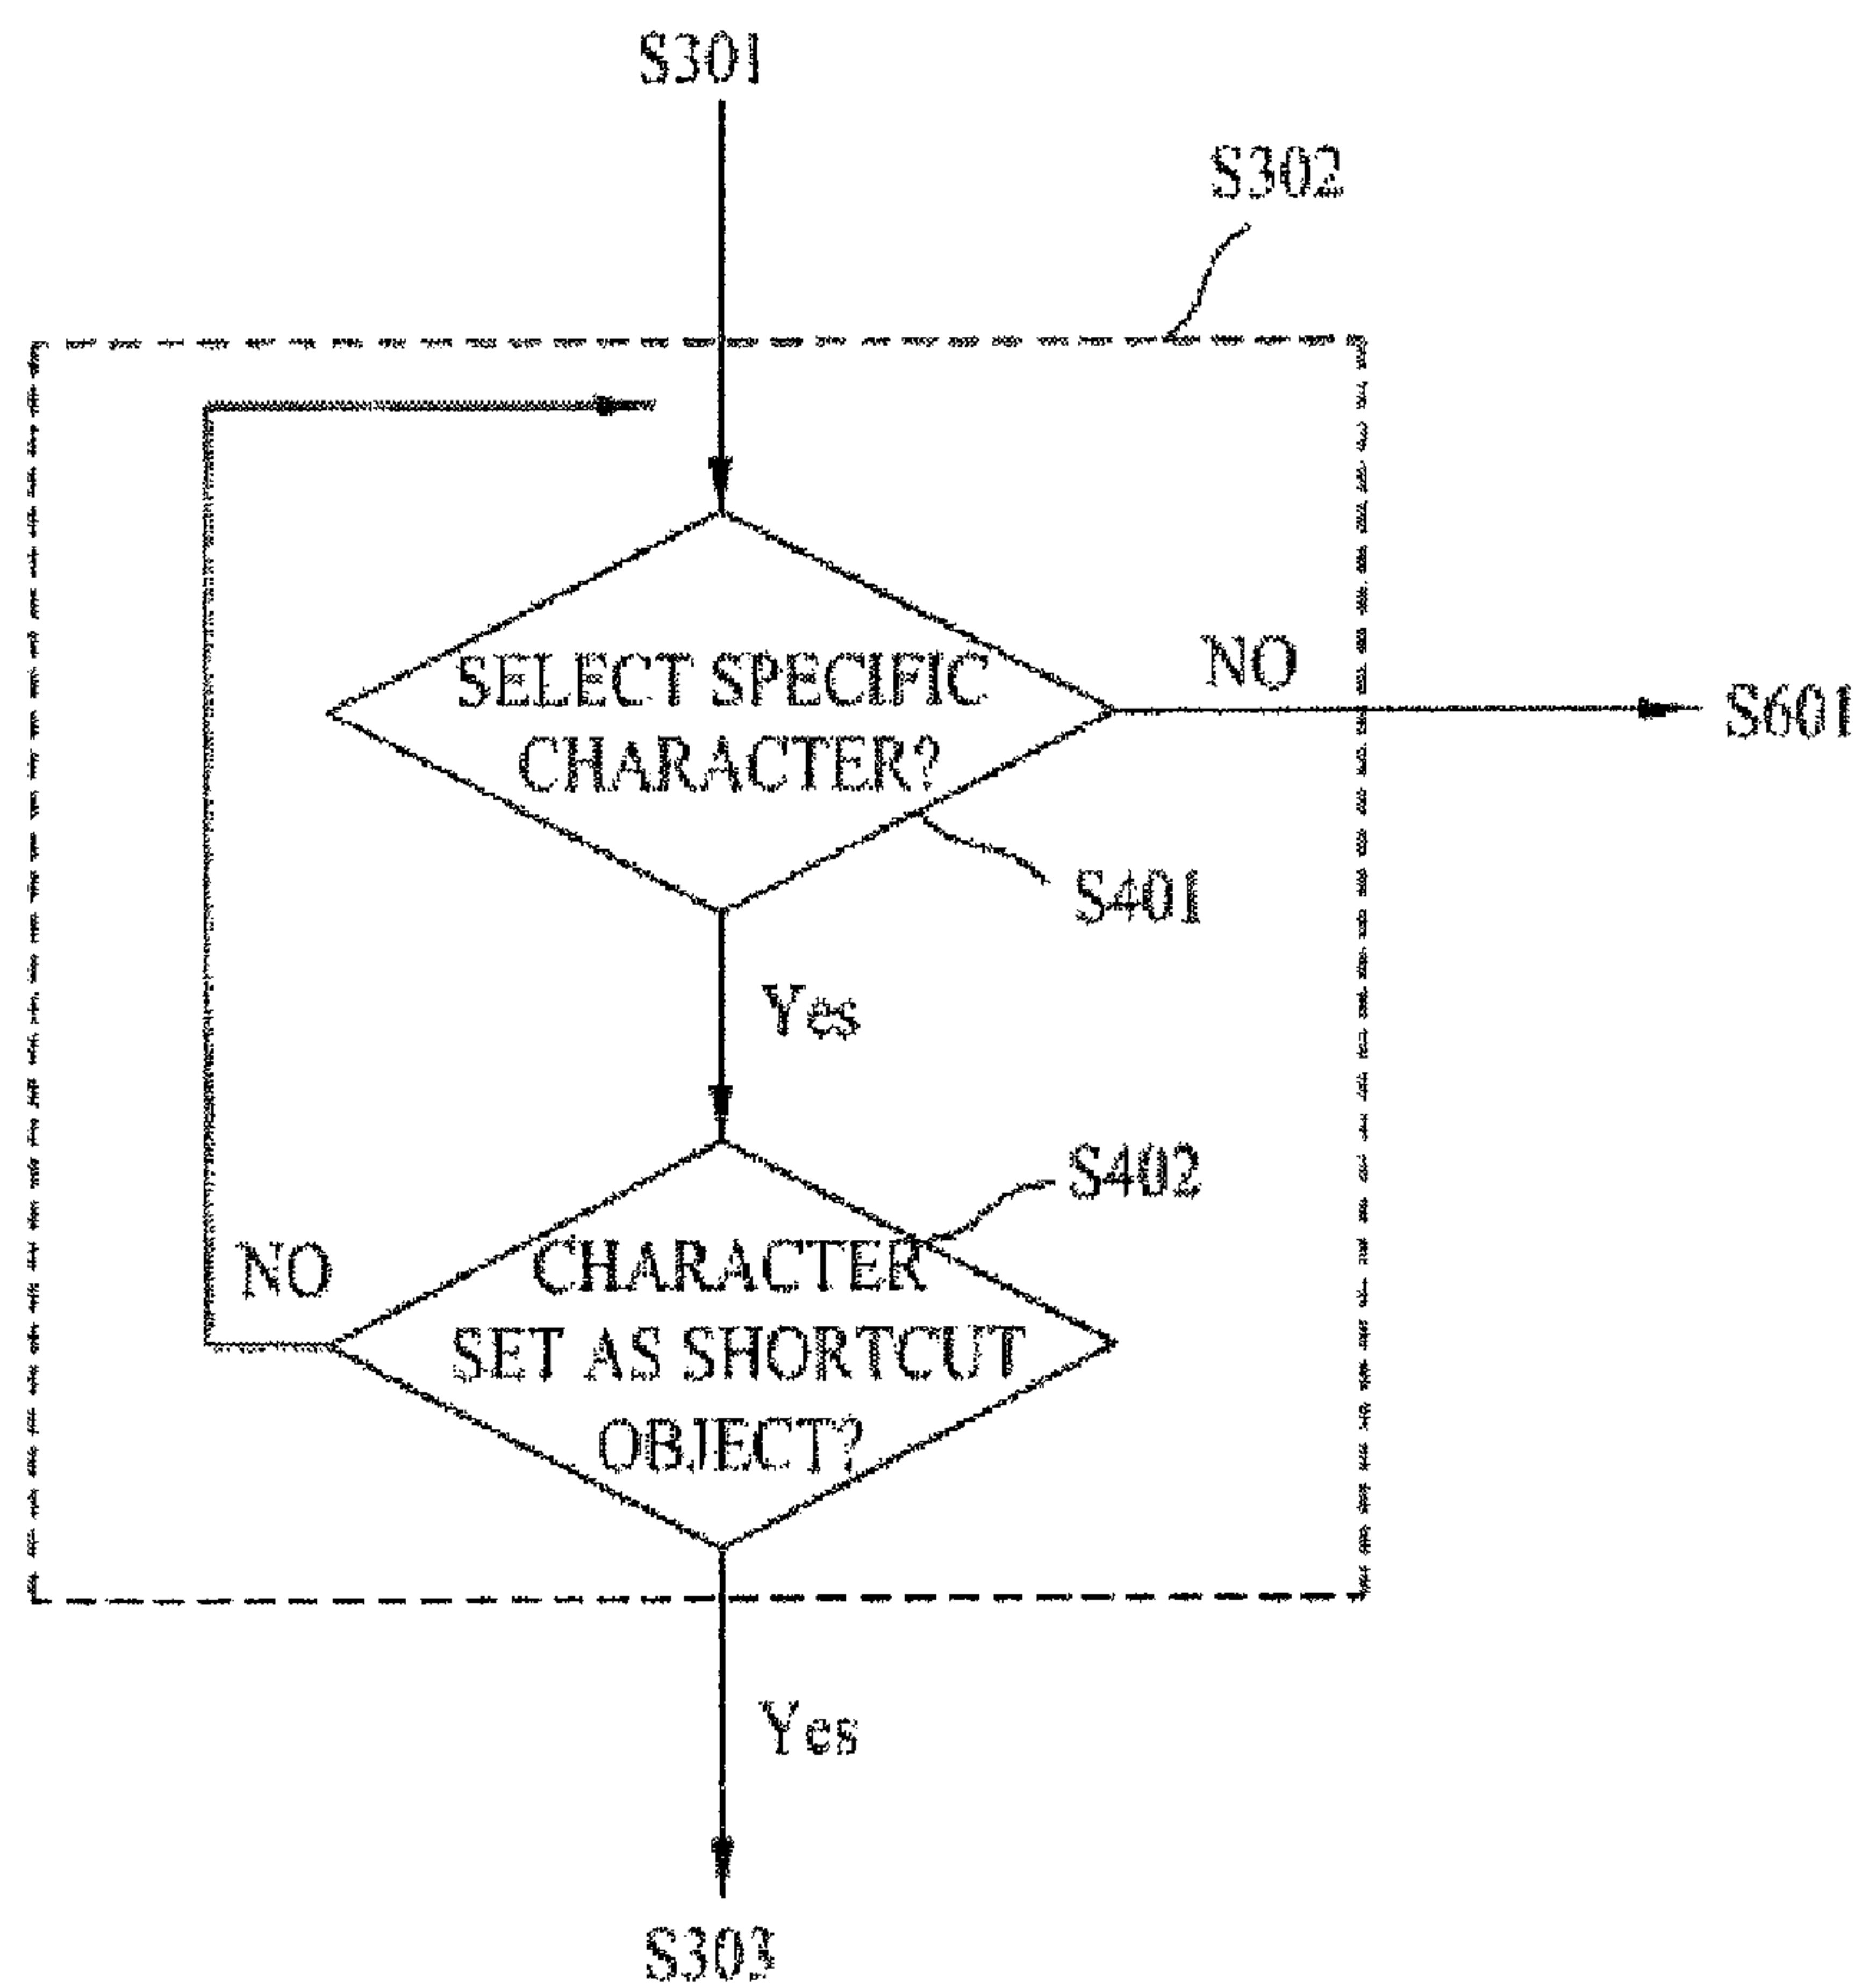 S301
S302
SELECT SPECIFIC
CHARACTER?
NO
S601
S401
Yes
S402
CHARACTER
SET AS SHORTCUT
OBJECT?
NO
Yes
S303